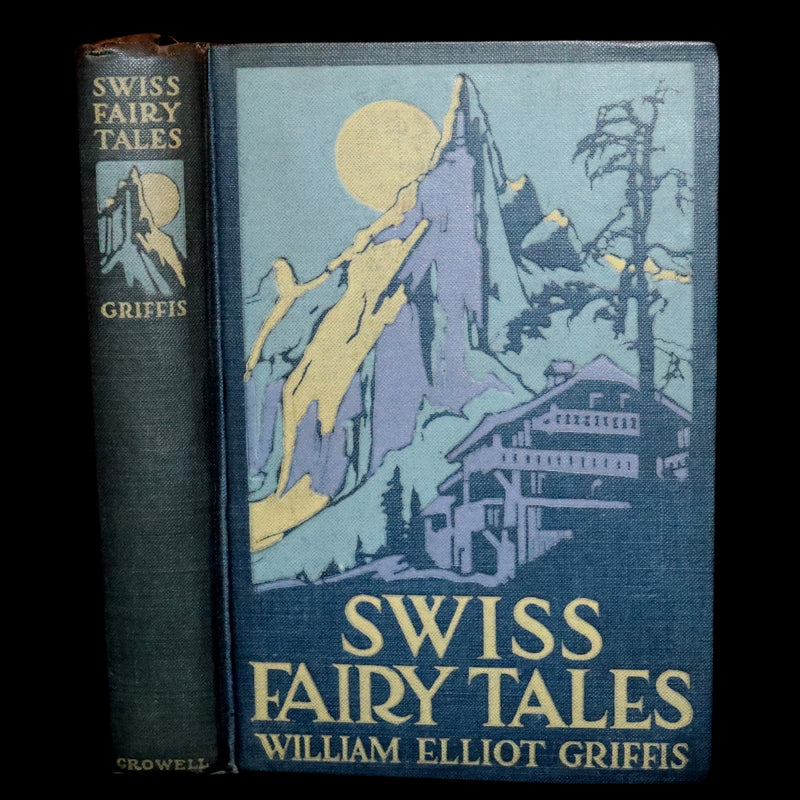 SWISS
FAIRY
TALES
GRIFFIS
CROWELL
SWISS
FAIRY TALES
WILLIAM ELLIOT GRIFFIS